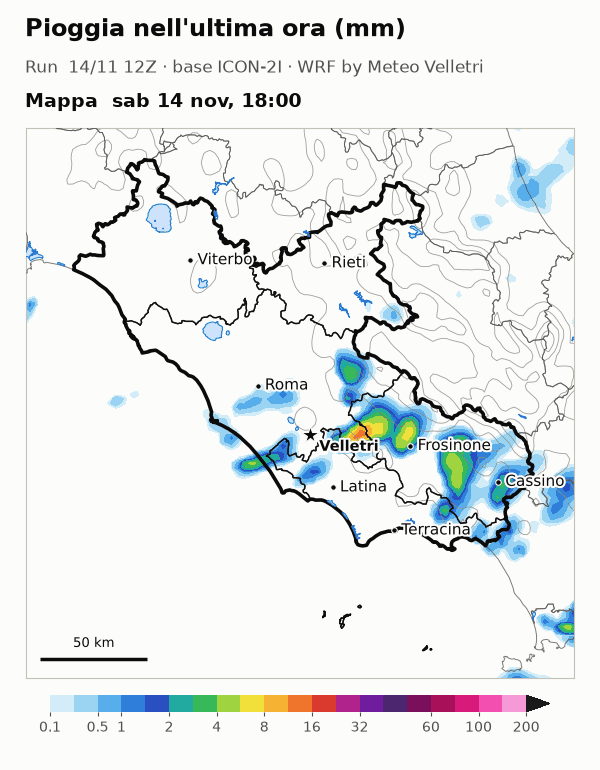 Pioggia nell'ultima ora (mm)
Run  14/11 12Z · base ICON-2I · WRF by Meteo Velletri
Mappa  sab 14 nov, 18:00
Viterbo
Rieti
Roma
Velletri
Frosinone
Cassino
Latina
Terracina
50 km
0.1 0.5 1 2 4 8 16 32 60 100 200